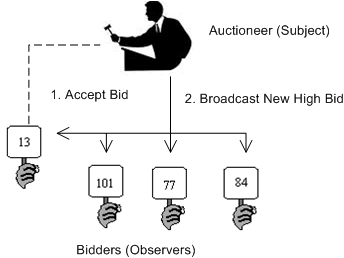 Auctioneer (Subject)
1. Accept Bid
2. Broadcast New High Bid
13
101
77
84
Bidders (Observers)